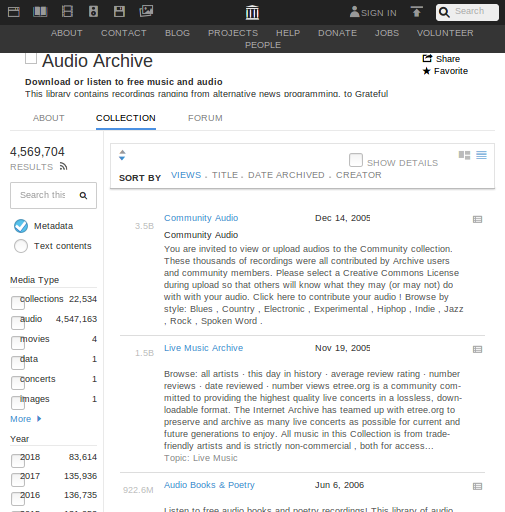 SIGN IN
Search
ABOUT CONTACT BLOG PROJECTS HELP DONATE JOBS VOLUNTEER
PEOPLE
Audio Archive
Share
Favorite
Download or listen to free music and audio
This library contains recordings ranging from alternative news programming, to Grateful
ABOUT COLLECTION FORUM
4,569,704
RESULTS
Search this
Metadata
Text contents
Media Type
collections 22,534
audio 4,547,163
movies 4
data 1
concerts 1
images 1
More
Year
2018 83,614
2017 135,936
2016 136,735
SHOW DETAILS
SORT BY VIEWS . TITLE . DATE ARCHIVED . CREATOR
3.5B Community Audio Dec 14, 2005
Community Audio
You are invited to view or upload audios to the Community collection.
These thousands of recordings were all contributed by Archive users
and community members. Please select a Creative Commons License
during upload so that others will know what they may (or may not) do
with with your audio. Click here to contribute your audio ! Browse by
style: Blues , Country , Electronic , Experimental , Hiphop , Indie , Jazz
, Rock , Spoken Word .
1.5B Live Music Archive Nov 19, 2005
Browse: all artists · this day in history · average review rating · number
reviews · date reviewed · number views etree.org is a community com-
mitted to providing the highest quality live concerts in a lossless, down-
loadable format. The Internet Archive has teamed up with etree.org to
preserve and archive as many live concerts as possible for current and
future generations to enjoy. All music in this Collection is from trade-
friendly artists and is strictly non-commercial , both for access...
Topic: Live Music
922.6M Audio Books & Poetry Jun 6, 2006
Listen to free audio books and poetry recordings! This library of audio